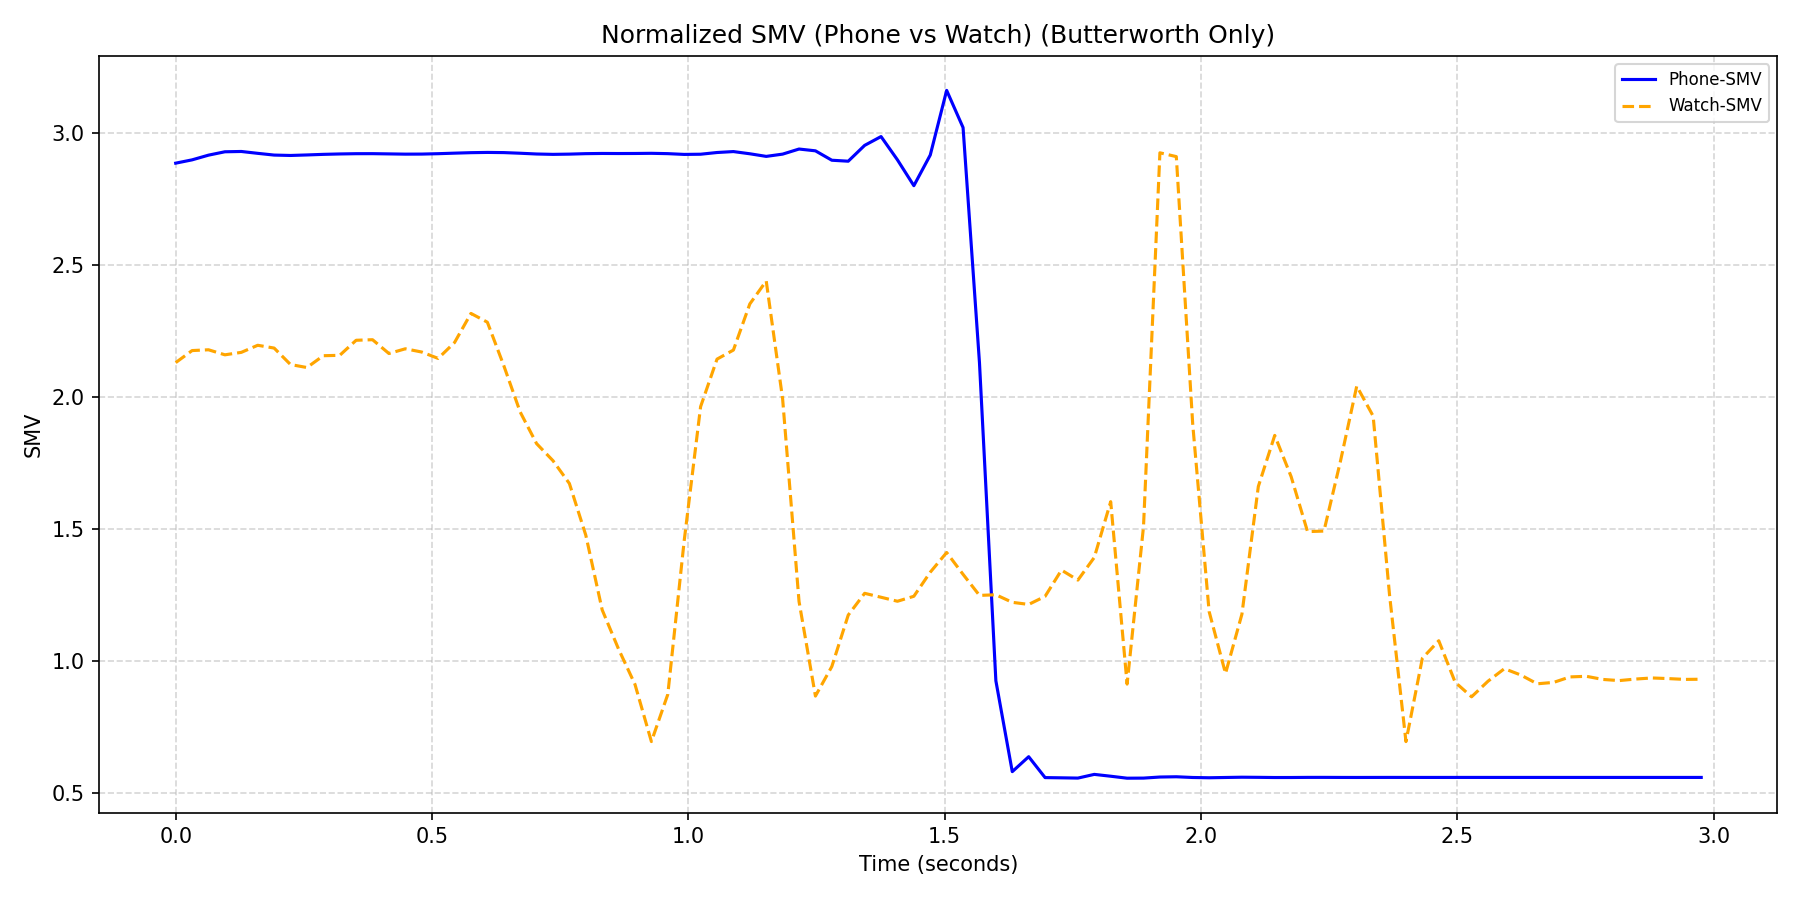 Normalized SMV (Phone vs Watch) (Butterworth Only)
Phone-SMV
Watch-SMV
SMV
3.0
2.5
2.0
1.5
1.0
0.5
0.0 0.5 1.0 1.5 2.0 2.5 3.0
Time (seconds)